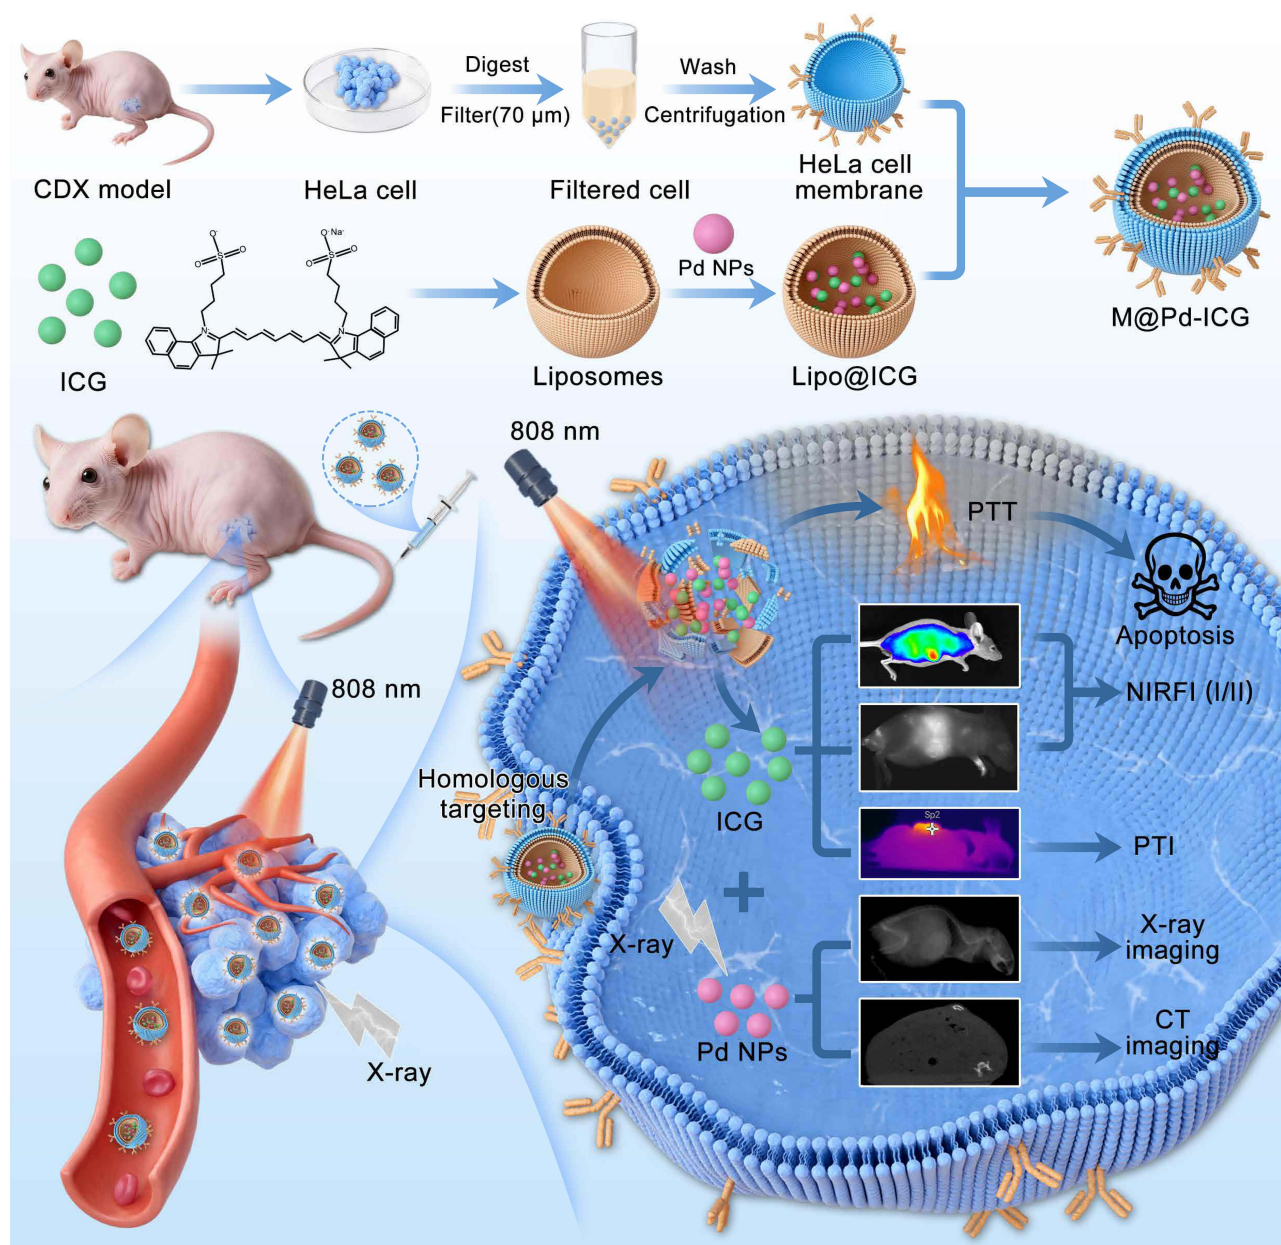 Digest
Filter(70 μm)
Wash
Centrifugation
CDX model
HeLa cell
Filtered cell
HeLa cell
membrane
O⁻
O⁻Na⁺
O
S
O
O
S
O
N
N⁺
Pd NPs
ICG
Liposomes
Lipo@ICG
M@Pd-ICG
808 nm
PTT
Apoptosis
808 nm
NIRFI (I/II)
Homologous
targeting
ICG
Sp2
PTI
X-ray
X-ray
imaging
Pd NPs
CT
imaging
X-ray